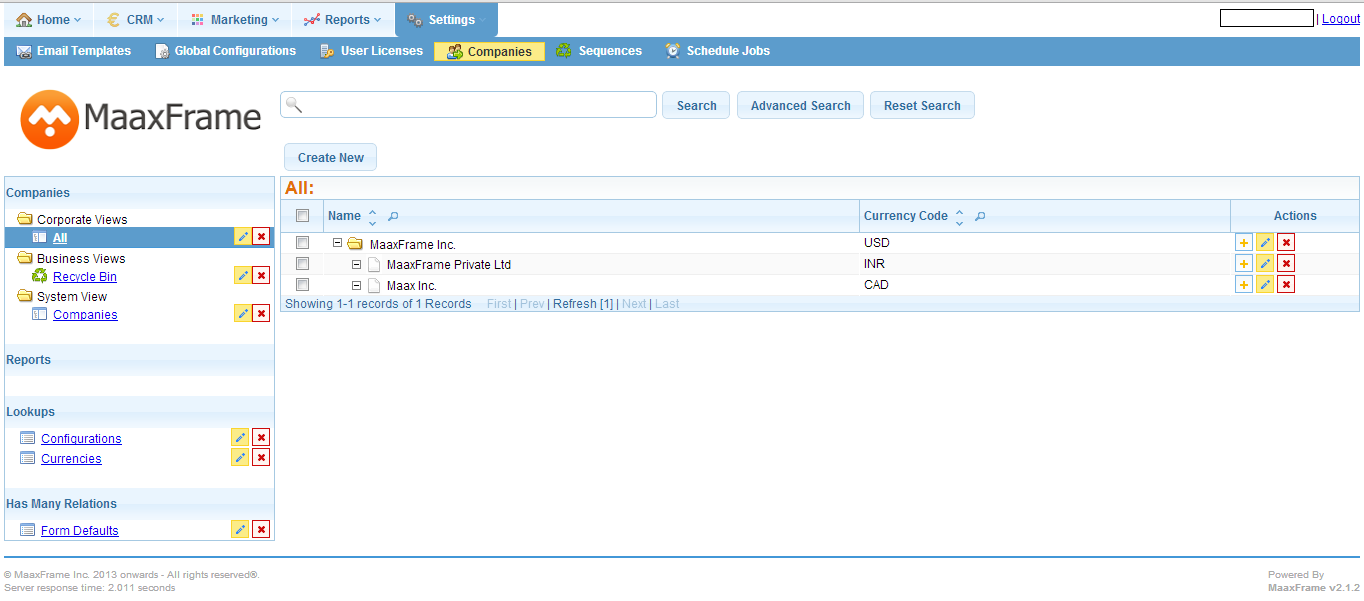 Home CRM Marketing Reports Settings | Logout
Email Templates Global Configurations User Licenses Companies Sequences Schedule Jobs
MaaxFrame
Search Advanced Search Reset Search
Create New
Companies
Corporate Views
All
Business Views
Recycle Bin
System View
Companies
Reports
Lookups
Configurations
Currencies
Has Many Relations
Form Defaults
All:
Name Currency Code Actions
MaaxFrame Inc. USD
MaaxFrame Private Ltd INR
Maax Inc. CAD
Showing 1-1 records of 1 Records First | Prev | Refresh [1] | Next | Last
© MaaxFrame Inc. 2013 onwards - All rights reserved®.
Server response time: 2.011 seconds
Powered By
MaaxFrame v2.1.2